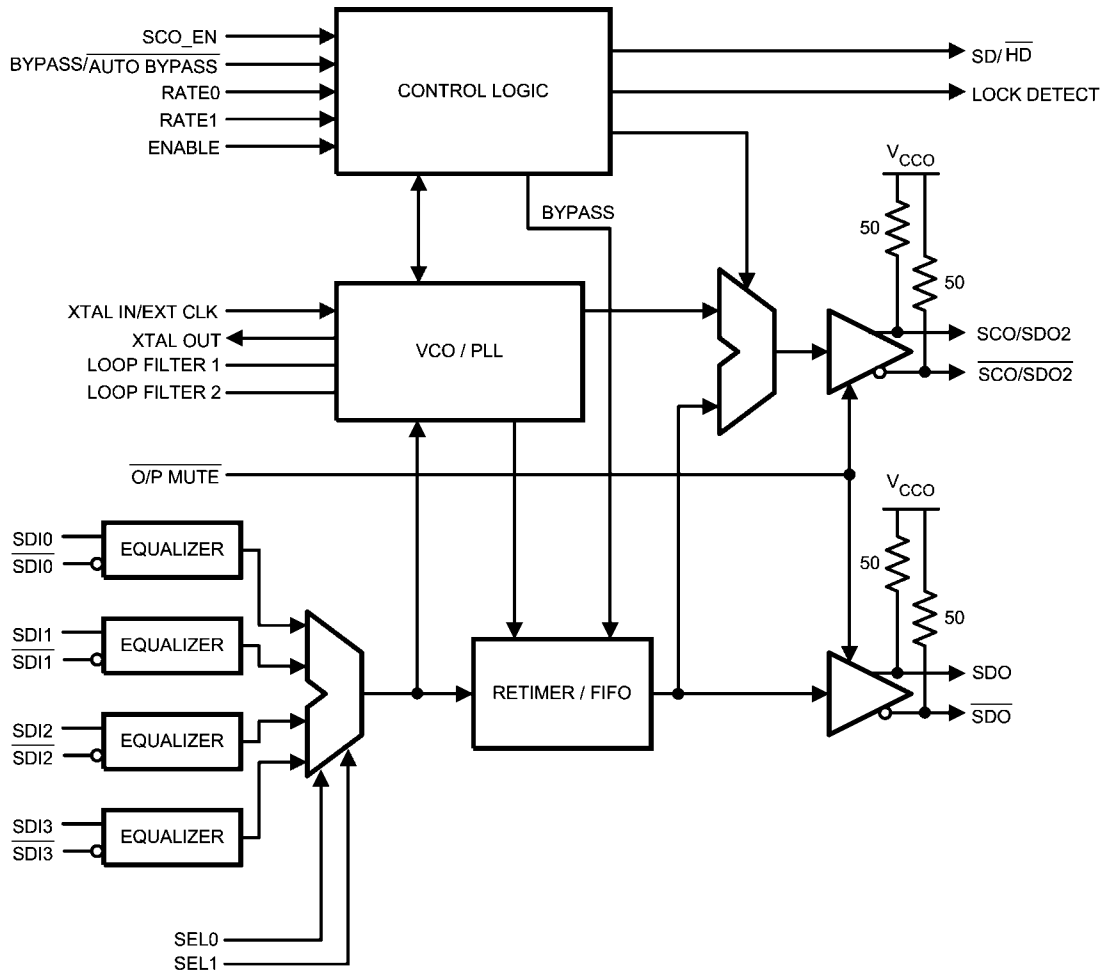 SCO_EN
BYPASS/AUTO BYPASS
RATE0
RATE1
ENABLE
CONTROL LOGIC
SD/HD
LOCK DETECT
BYPASS
VCCO
50
50
XTAL IN/EXT CLK
XTAL OUT
LOOP FILTER 1
LOOP FILTER 2
VCO / PLL
SCO/SDO2
SCO/SDO2
O/P MUTE
VCCO
50
50
SDI0
SDI0
EQUALIZER
SDI1
SDI1
EQUALIZER
SDI2
SDI2
EQUALIZER
SDI3
SDI3
EQUALIZER
RETIMER / FIFO
SDO
SDO
SEL0
SEL1